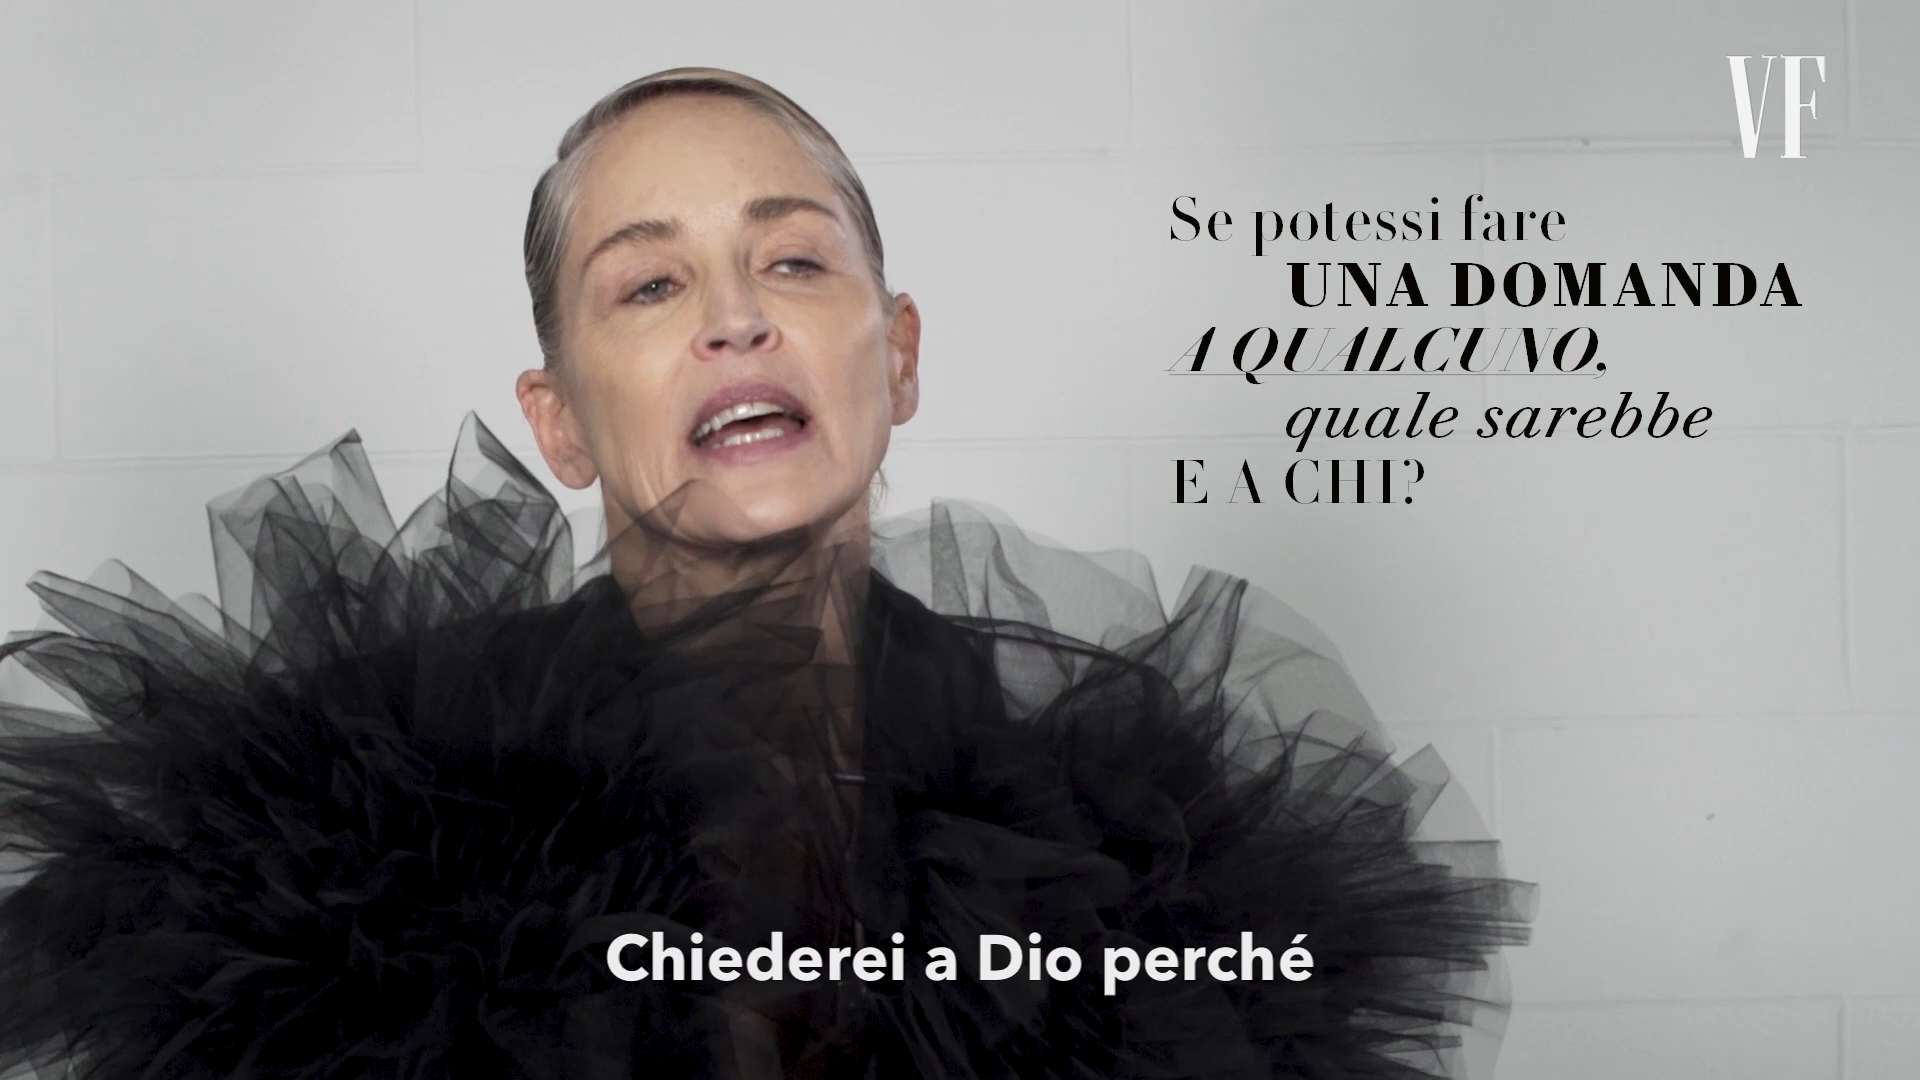 VF
Se potessi fare
UNA DOMANDA
A QUALCUNO,
quale sarebbe
E A CHI?
Chiederei a Dio perché